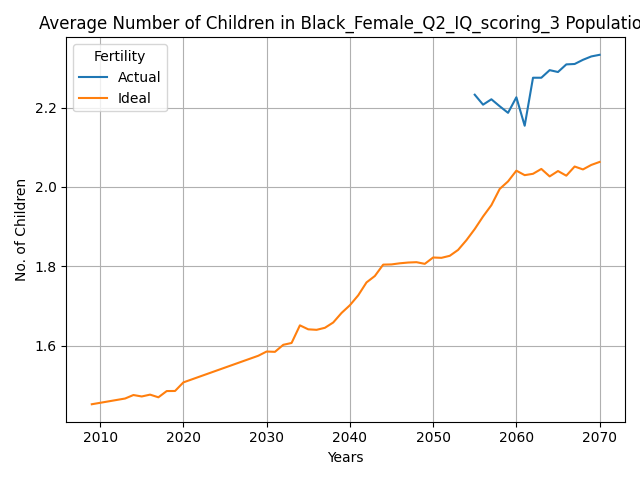 Average Number of Children in Black_Female_Q2_IQ_scoring_3 Populatio
Fertility
Actual
Ideal
No. of Children
2.2
2.0
1.8
1.6
2010 2020 2030 2040 2050 2060 2070
Years